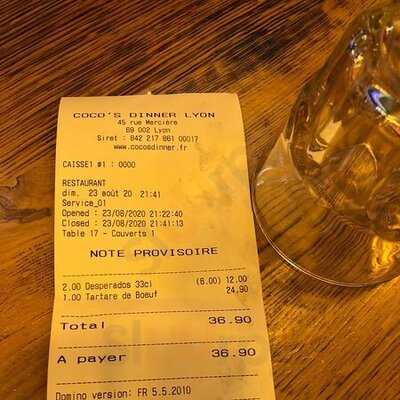 COCO'S DINNER LYON
45 rue Mercière
69 002 Lyon
Siret : 842 217 861 00017
www.cocosdinner.fr
CAISSE1 #1 : 0000
RESTAURANT
dim. 23 août 20 21:41
Service_01
Opened : 23/08/2020 21:22:40
Closed : 23/08/2020 21:41:13
Table 17 - Couverts 1
NOTE PROVISOIRE
2.00 Desperados 33cl (6.00) 12.00
1.00 Tartare de Boeuf 24.90
Total 36.90
A payer 36.90
Domino version: FR 5.5.2010